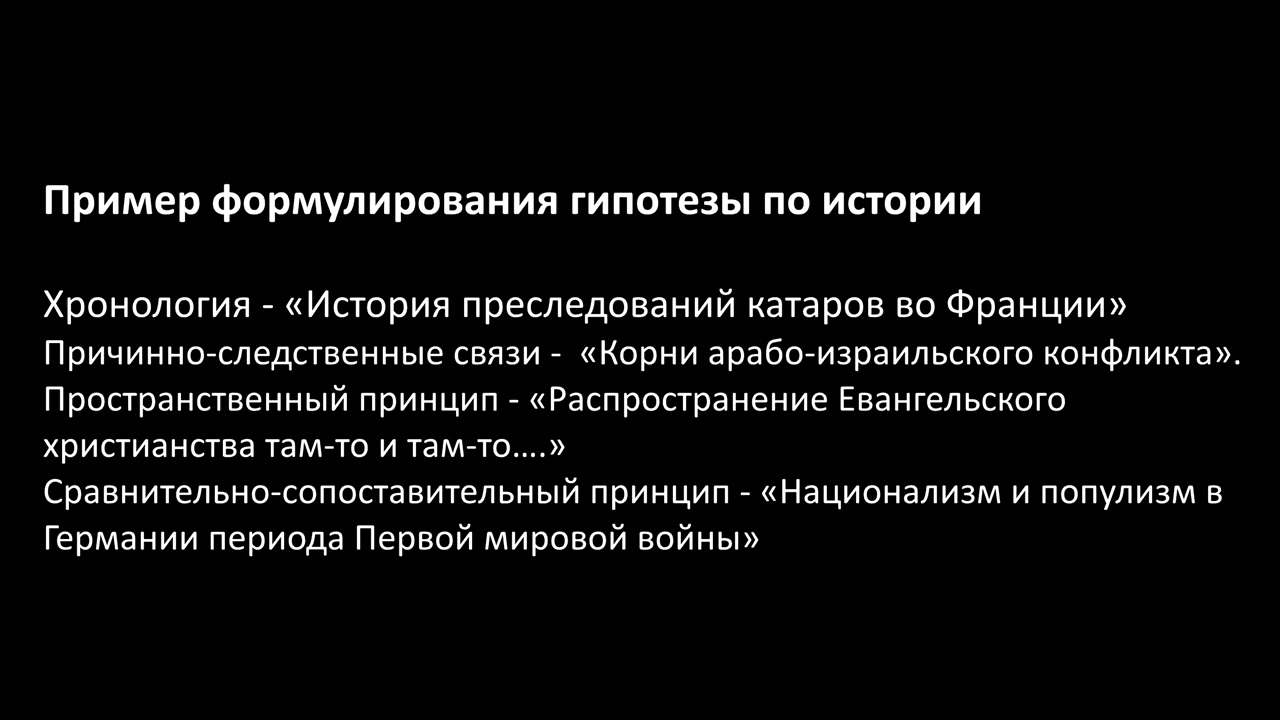 Пример формулирования гипотезы по истории
Хронология - «История преследований катаров во Франции»
Причинно-следственные связи -  «Корни арабо-израильского конфликта».
Пространственный принцип - «Распространение Евангельского
христианства там-то и там-то….»
Сравнительно-сопоставительный принцип - «Национализм и популизм в
Германии периода Первой мировой войны»